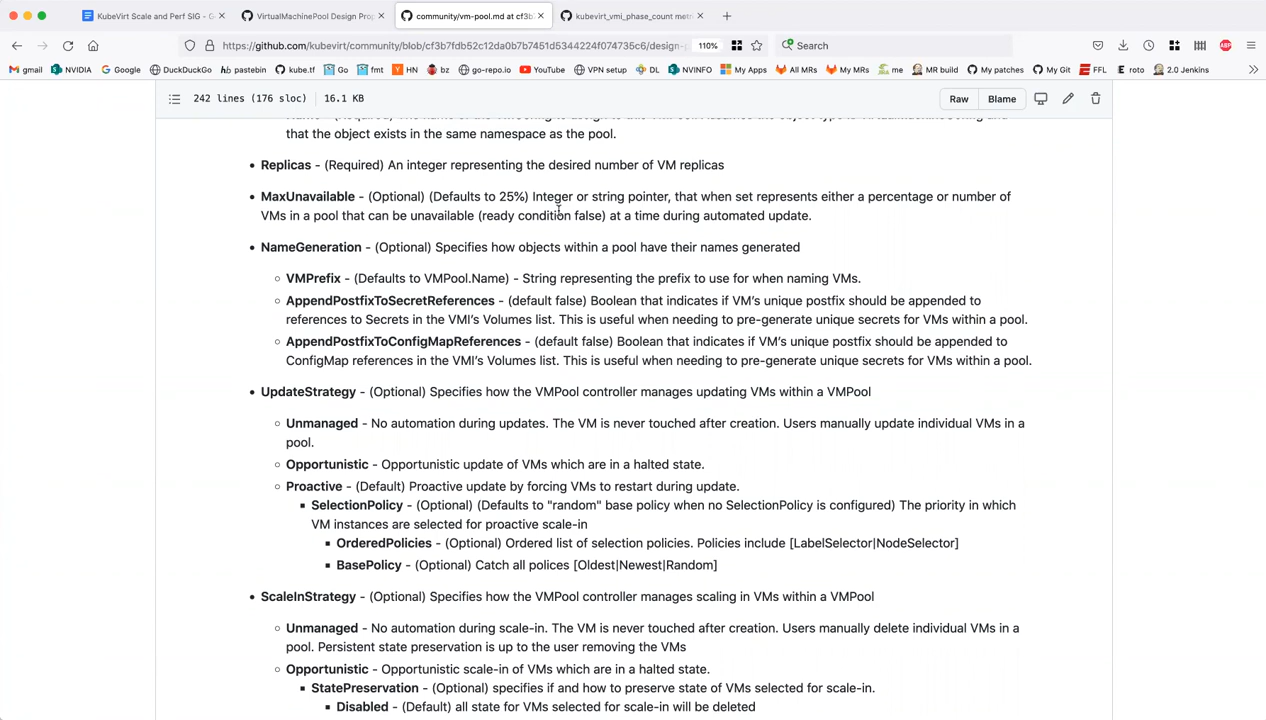 KubeVirt Scale and Perf SIG - G
VirtualMachinePool Design Prop
community/vm-pool.md at cf3b
kubevirt_vmi_phase_count metr
https://github.com/kubevirt/community/blob/cf3b7fdb52c12da0b7b7451d5344224f074735c6/design-p
110%
Search
gmail
NVIDIA
Google
DuckDuckGo
pastebin
kube.tf
Go
fmt
HN
bz
go-repo.io
YouTube
VPN setup
DL
NVINFO
My Apps
All MRs
My MRs
me
MR build
My patches
My Git
FFL
roto
2.0 Jenkins
242 lines (176 sloc) | 16.1 KB
Raw
Blame
that the object exists in the same namespace as the pool.
• Replicas - (Required) An integer representing the desired number of VM replicas
• MaxUnavailable - (Optional) (Defaults to 25%) Integer or string pointer, that when set represents either a percentage or number of
VMs in a pool that can be unavailable (ready condition false) at a time during automated update.
• NameGeneration - (Optional) Specifies how objects within a pool have their names generated
◦ VMPrefix - (Defaults to VMPool.Name) - String representing the prefix to use for when naming VMs.
◦ AppendPostfixToSecretReferences - (default false) Boolean that indicates if VM's unique postfix should be appended to
references to Secrets in the VMI's Volumes list. This is useful when needing to pre-generate unique secrets for VMs within a pool.
◦ AppendPostfixToConfigMapReferences - (default false) Boolean that indicates if VM's unique postfix should be appended to
ConfigMap references in the VMI's Volumes list. This is useful when needing to pre-generate unique secrets for VMs within a pool.
• UpdateStrategy - (Optional) Specifies how the VMPool controller manages updating VMs within a VMPool
◦ Unmanaged - No automation during updates. The VM is never touched after creation. Users manually update individual VMs in a
pool.
◦ Opportunistic - Opportunistic update of VMs which are in a halted state.
◦ Proactive - (Default) Proactive update by forcing VMs to restart during update.
▪ SelectionPolicy - (Optional) (Defaults to "random" base policy when no SelectionPolicy is configured) The priority in which
VM instances are selected for proactive scale-in
▪ OrderedPolicies - (Optional) Ordered list of selection policies. Policies include [LabelSelector|NodeSelector]
▪ BasePolicy - (Optional) Catch all polices [Oldest|Newest|Random]
• ScaleInStrategy - (Optional) Specifies how the VMPool controller manages scaling in VMs within a VMPool
◦ Unmanaged - No automation during scale-in. The VM is never touched after creation. Users manually delete individual VMs in a
pool. Persistent state preservation is up to the user removing the VMs
◦ Opportunistic - Opportunistic scale-in of VMs which are in a halted state.
▪ StatePreservation - (Optional) specifies if and how to preserve state of VMs selected for scale-in.
▪ Disabled - (Default) all state for VMs selected for scale-in will be deleted